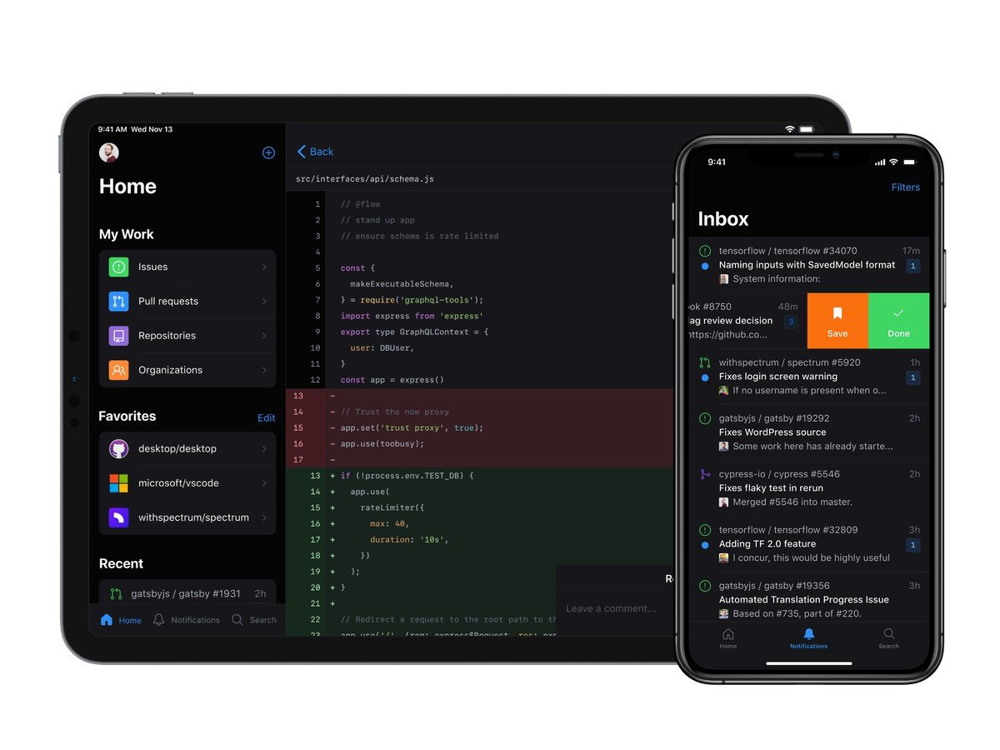 9:41 AM Wed Nov 13
Home
My Work
Issues
Pull requests
Repositories
Organizations
Favorites
Edit
desktop/desktop
microsoft/vscode
withspectrum/spectrum
Recent
gatsbyjs / gatsby #1931 2h
Home Notifications Search
Back
src/interfaces/api/schema.js
1 // @flow
2 // stand up app
3 // ensure schema is rate limited
4
5 const {
6 makeExecutableSchema,
7 } = require('graphql-tools');
8 import express from 'express'
9 export type GraphQLContext = {
10 user: DBUser,
11 }
12 const app = express()
13 -
14 - // Trust the now proxy
15 - app.set('trust proxy', true);
16 - app.use(toobusy);
17 -
13 + if (!process.env.TEST_DB) {
14 + app.use(
15 + rateLimiter({
16 + max: 40,
17 + duration: '10s',
18 + })
19 + );
20 + }
21 +
22 // Redirect a request to the root path to
23 app.use('/', (req: express$Request, res:
Leave a comment...
9:41
Filters
Inbox
tensorflow / tensorflow #34070 17m
Naming inputs with SavedModel format 1
System information:
#8750 48m
review decision 3
https://github.co...
Save
Done
withspectrum / spectrum #5920 1h
Fixes login screen warning 1
If no username is present when o...
gatsbyjs / gatsby #19292 2h
Fixes WordPress source
Some work here has already starte...
cypress-io / cypress #5546 2h
Fixes flaky test in rerun
Merged #5546 into master.
tensorflow / tensorflow #32809 3h
Adding TF 2.0 feature 1
I concur, this would be highly useful
gatsbyjs / gatsby #19356 3h
Automated Translation Progress Issue
Based on #735, part of #220.
Home Notifications Search